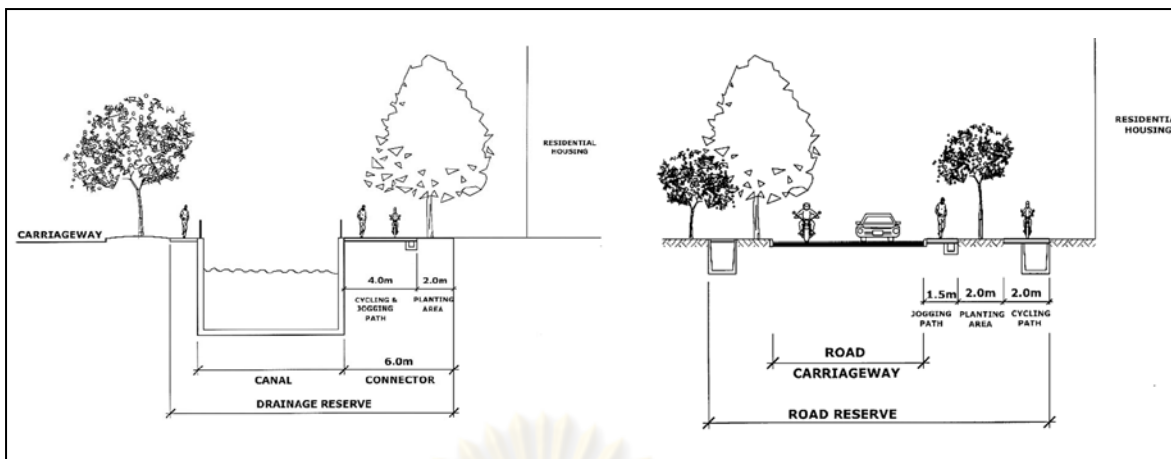 CARRIAGEWAY
RESIDENTIAL
HOUSING
4.0m
2.0m
CYCLING &
JOGGING
PATH
PLANTING
AREA
6.0m
CANAL
CONNECTOR
DRAINAGE RESERVE
RESIDENTIA
HOUSING
1.5m
2.0m
2.0m
JOGGING
PATH
PLANTING
AREA
CYCLING
PATH
ROAD
CARRIAGEWAY
ROAD RESERVE